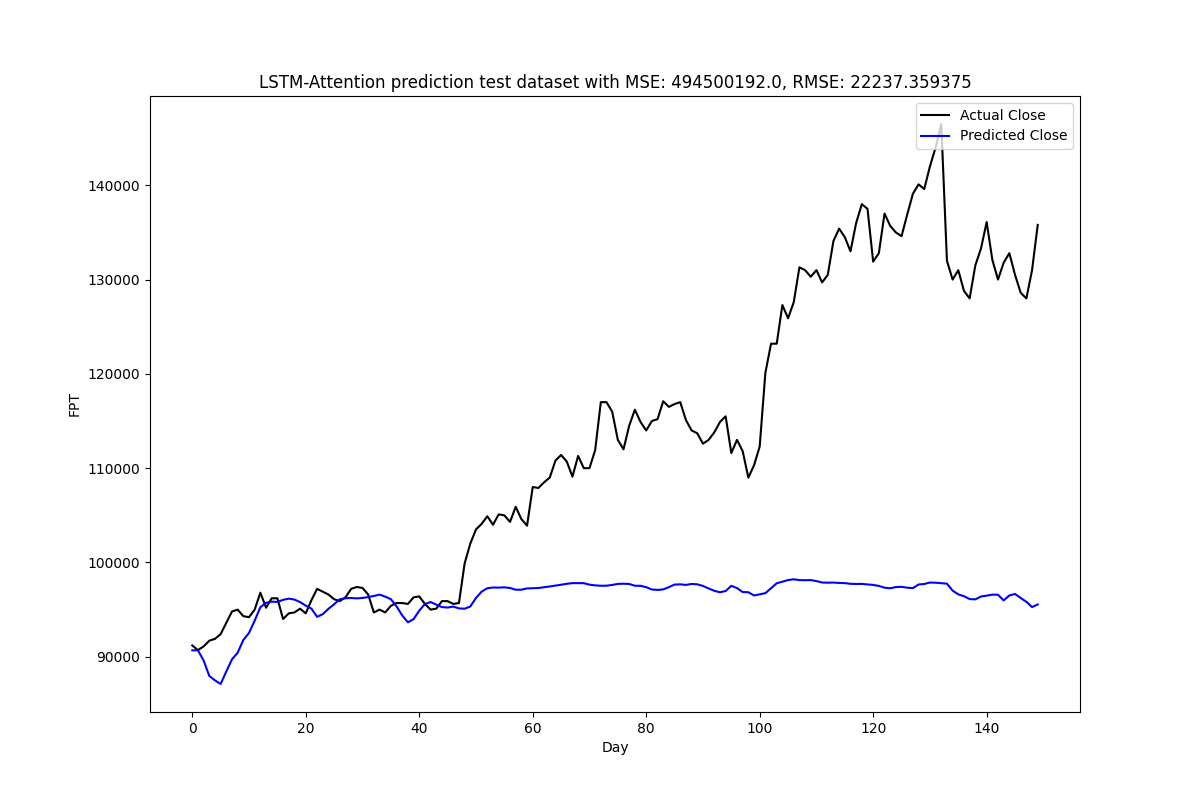 LSTM-Attention prediction test dataset with MSE: 494500192.0, RMSE: 22237.359375
Actual Close
Predicted Close
140000
130000
120000
110000
100000
90000
FPT
0 20 40 60 80 100 120 140
Day